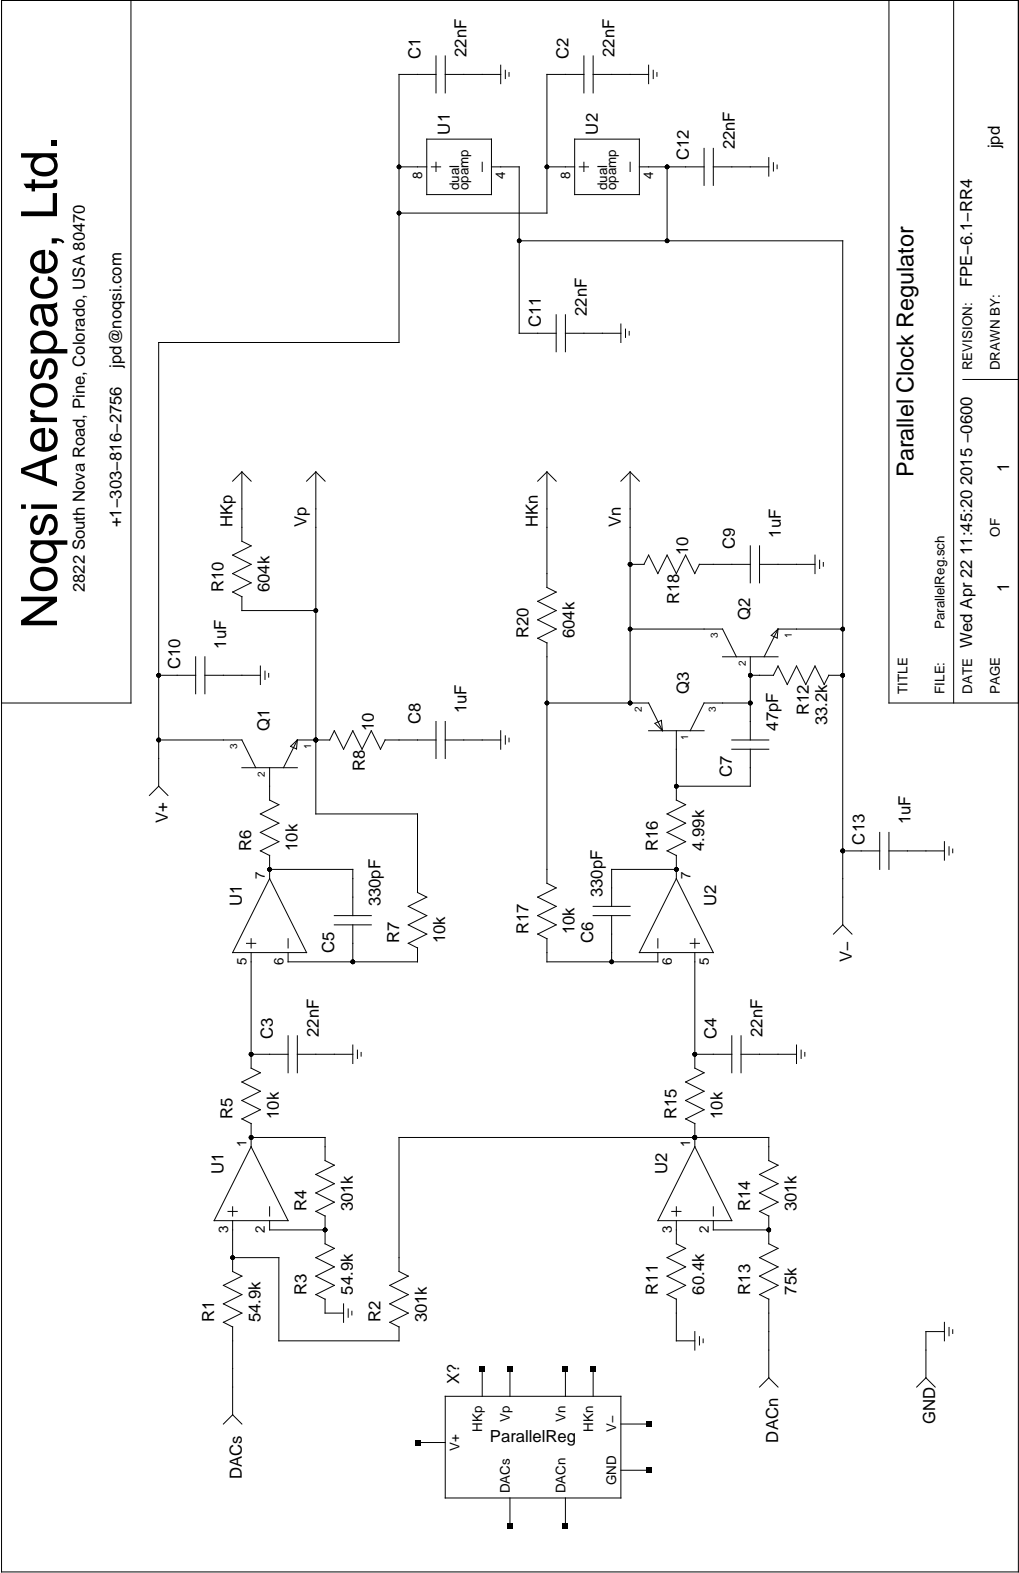 Noqsi Aerospace, Ltd.
2822 South Nova Road, Pine, Colorado, USA 80470
+1−303−816−2756 jpd@noqsi.com
V+
C10
1uF
Q1
3
2
1
R6
10k
U1
7
5
6
+
−
C5
330pF
R7
10k
R8
10
C8
1uF
R10
604k
HKp
Vp
C3
22nF
R5
10k
U1
1
3
2
+
−
R4
301k
R3
54.9k
R1
54.9k
DACs
R2
301k
C1
22nF
U1
8
+
dual
opamp
−
4
C2
22nF
U2
8
+
dual
opamp
−
4
C12
22nF
C11
22nF
HKn
R20
604k
Vn
R18
10
C9
1uF
Q2
3
2
1
Q3
2
1
3
R12
33.2k
47pF
C7
R16
4.99k
R17
10k
330pF
C6
7
U2
6
5
−
+
C13
1uF
V−
C4
22nF
R15
10k
U2
1
3
2
+
−
R14
301k
R11
60.4k
R13
75k
DACn
GND
X?
ParallelReg
V+
HKp
Vp
Vn
HKn
V−
GND
DACs
DACn
TITLE
Parallel Clock Regulator
FILE: ParallelReg.sch
REVISION: FPE−6.1−RR4
DATE Wed Apr 22 11:45:20 2015 −0600
PAGE 1 OF 1
DRAWN BY: jpd